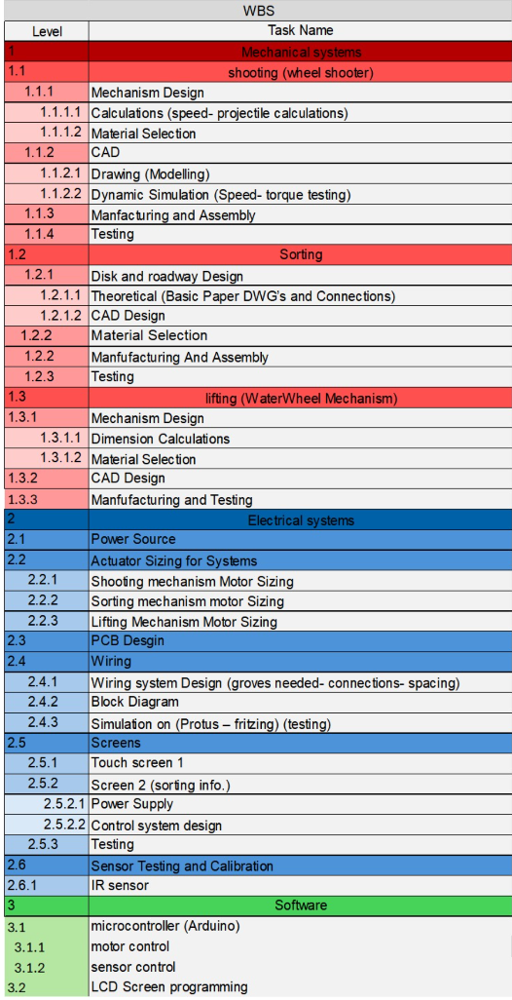 WBS
Level Task Name
1 Mechanical systems
1.1 shooting (wheel shooter)
1.1.1 Mechanism Design
1.1.1.1 Calculations (speed- projectile calculations)
1.1.1.2 Material Selection
1.1.2 CAD
1.1.2.1 Drawing (Modelling)
1.1.2.2 Dynamic Simulation (Speed- torque testing)
1.1.3 Manfacturing and Assembly
1.1.4 Testing
1.2 Sorting
1.2.1 Disk and roadway Design
1.2.1.1 Theoretical (Basic Paper DWG's and Connections)
1.2.1.2 CAD Design
1.2.2 Material Selection
1.2.2 Manfufacturing And Assembly
1.2.3 Testing
1.3 lifting (WaterWheel Mechanism)
1.3.1 Mechanism Design
1.3.1.1 Dimension Calculations
1.3.1.2 Material Selection
1.3.2 CAD Design
1.3.3 Manfufacturing and Testing
2 Electrical systems
2.1 Power Source
2.2 Actuator Sizing for Systems
2.2.1 Shooting mechanism Motor Sizing
2.2.2 Sorting mechanism motor Sizing
2.2.3 Lifting Mechanism Motor Sizing
2.3 PCB Desgin
2.4 Wiring
2.4.1 Wiring system Design (groves needed- connections- spacing)
2.4.2 Block Diagram
2.4.3 Simulation on (Protus – fritzing) (testing)
2.5 Screens
2.5.1 Touch screen 1
2.5.2 Screen 2 (sorting info.)
2.5.2.1 Power Supply
2.5.2.2 Control system design
2.5.3 Testing
2.6 Sensor Testing and Calibration
2.6.1 IR sensor
3 Software
3.1 microcontroller (Arduino)
3.1.1 motor control
3.1.2 sensor control
3.2 LCD Screen programming